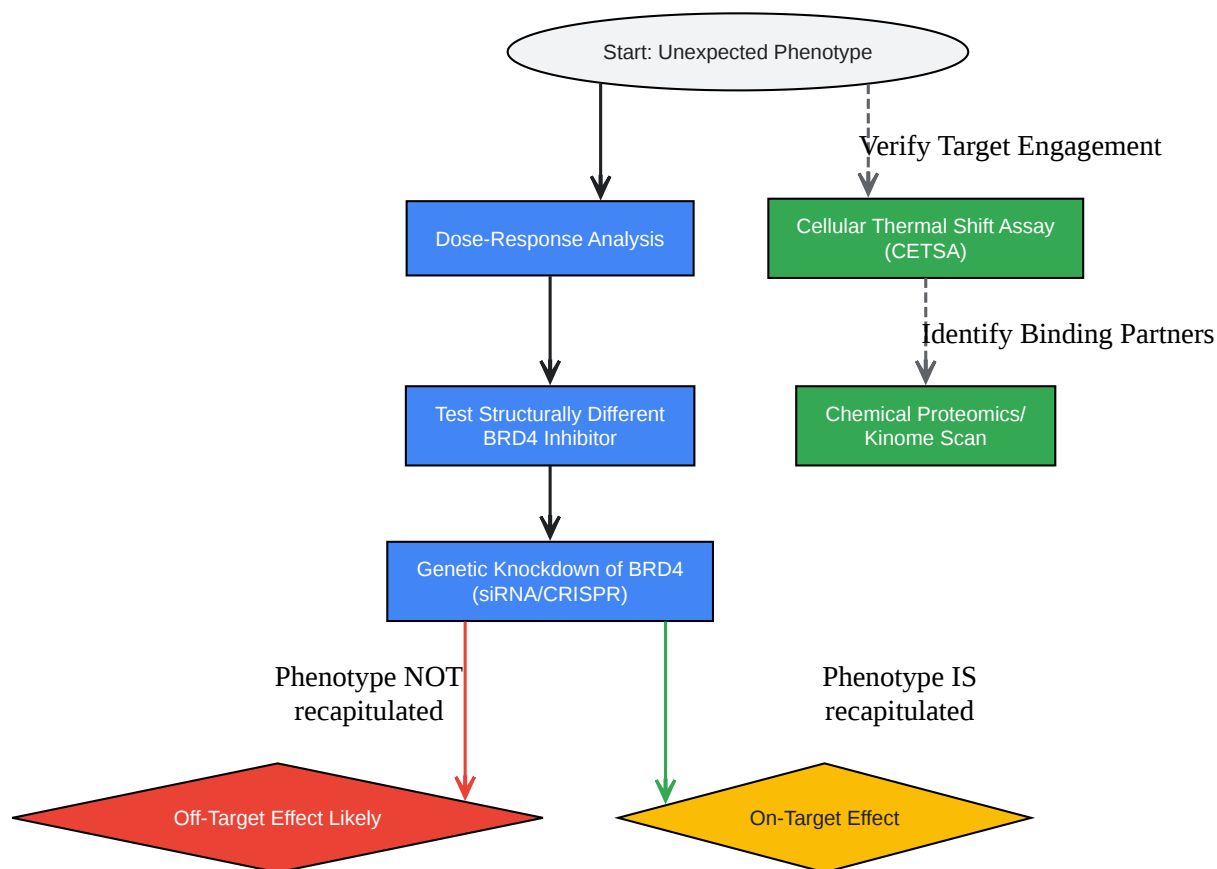 Start: Unexpected Phenotype
Verify Target Engagement
Dose-Response Analysis
Cellular Thermal Shift Assay
(CETSA)
Identify Binding Partners
Test Structurally Different
BRD4 Inhibitor
Chemical Proteomics/
Kinome Scan
Genetic Knockdown of BRD4
(siRNA/CRISPR)
Phenotype NOT
recapitulated
Phenotype IS
recapitulated
Off-Target Effect Likely
On-Target Effect